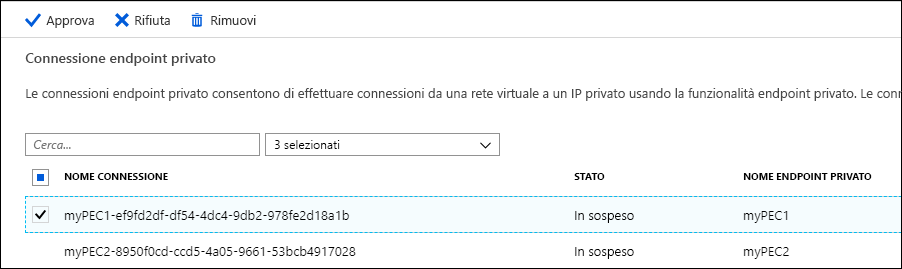 Approva Rifiuta Rimuovi
Connessione endpoint privato
Le connessioni endpoint privato consentono di effettuare connessioni da una rete virtuale a un IP privato usando la funzionalità endpoint privato. Le conn
Cerca... 3 selezionati
NOME CONNESSIONE STATO NOME ENDPOINT PRIVATO
myPEC1-ef9fd2df-df54-4dc4-9db2-978fe2d18a1b In sospeso myPEC1
myPEC2-8950f0cd-ccd5-4a05-9661-53bcb4917028 In sospeso myPEC2